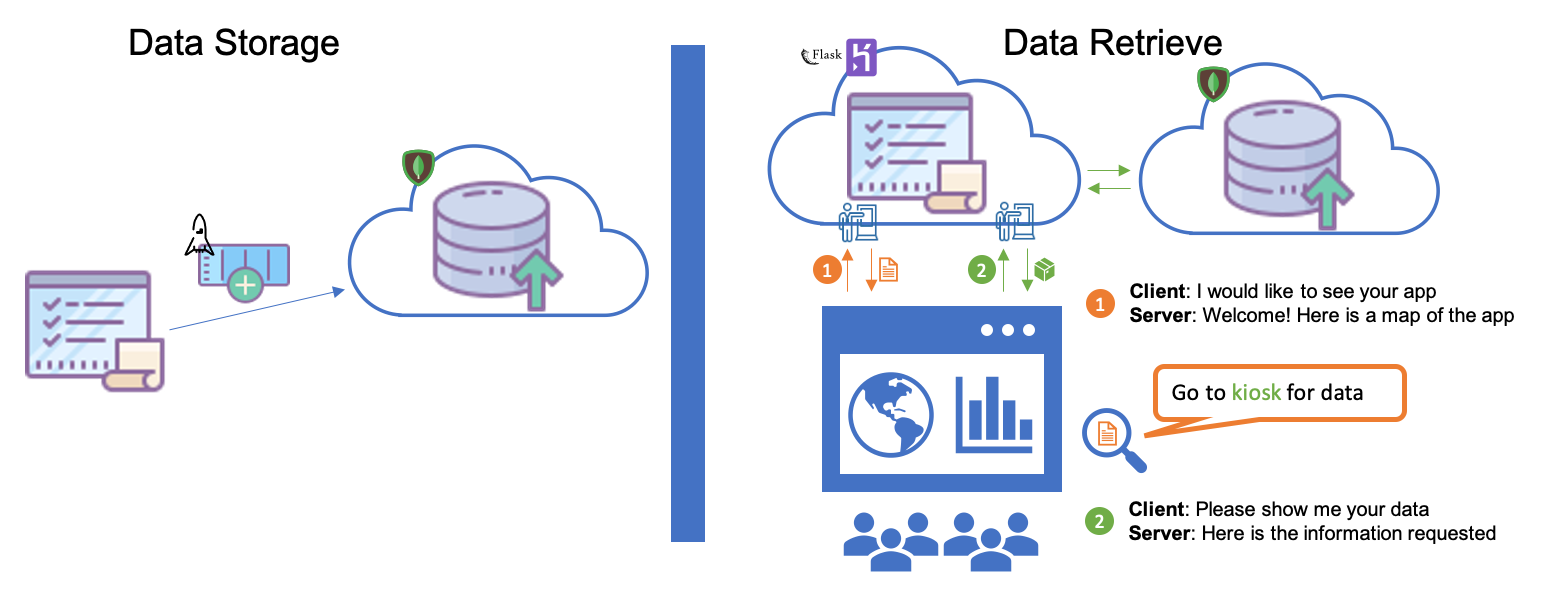 Data Storage
Data Retrieve
Flask
1
2
1
Client: I would like to see your app
Server: Welcome! Here is a map of the app
Go to kiosk for data
2
Client: Please show me your data
Server: Here is the information requested